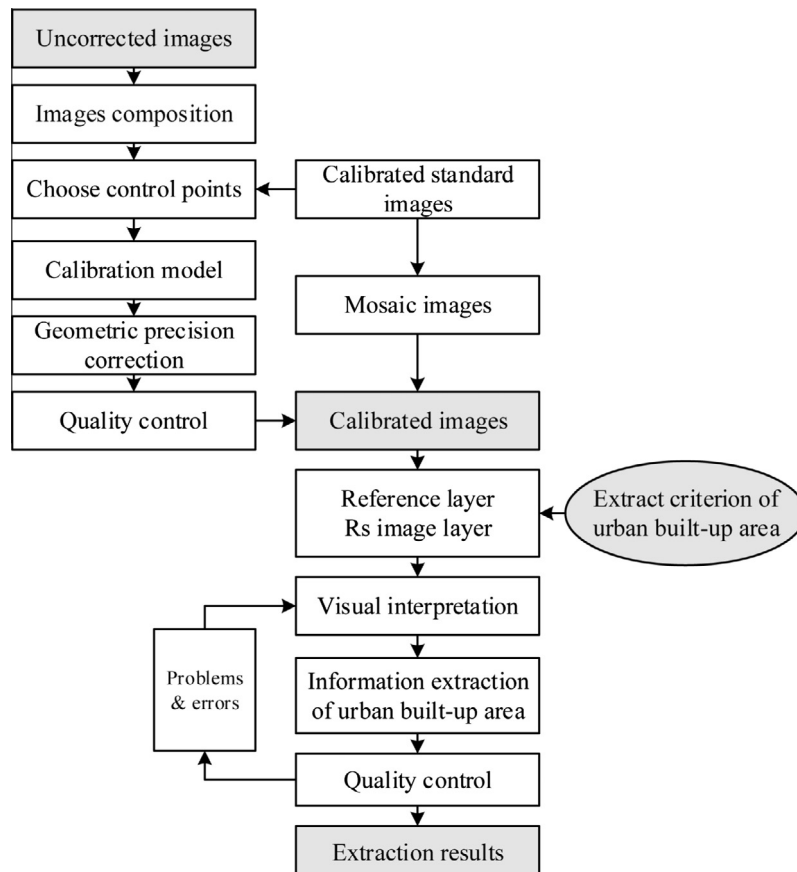 Uncorrected images
Images composition
Choose control points
Calibrated standard
images
Calibration model
Mosaic images
Geometric precision
correction
Quality control
Calibrated images
Reference layer
Rs image layer
Extract criterion of
urban built-up area
Visual interpretation
Problems
& errors
Information extraction
of urban built-up area
Quality control
Extraction results